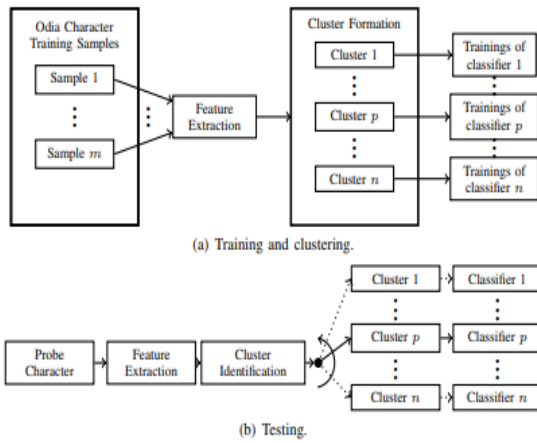 Odia Character
Training Samples
Sample 1
Sample m
Feature
Extraction
Cluster Formation
Cluster 1
Cluster p
Cluster n
Trainings of
classifier 1
Trainings of
classifier p
Trainings of
classifier n
(a) Training and clustering.
Probe
Character
Feature
Extraction
Cluster
Identification
Cluster 1
Classifier 1
Cluster p
Classifier p
Cluster n
Classifier n
(b) Testing.